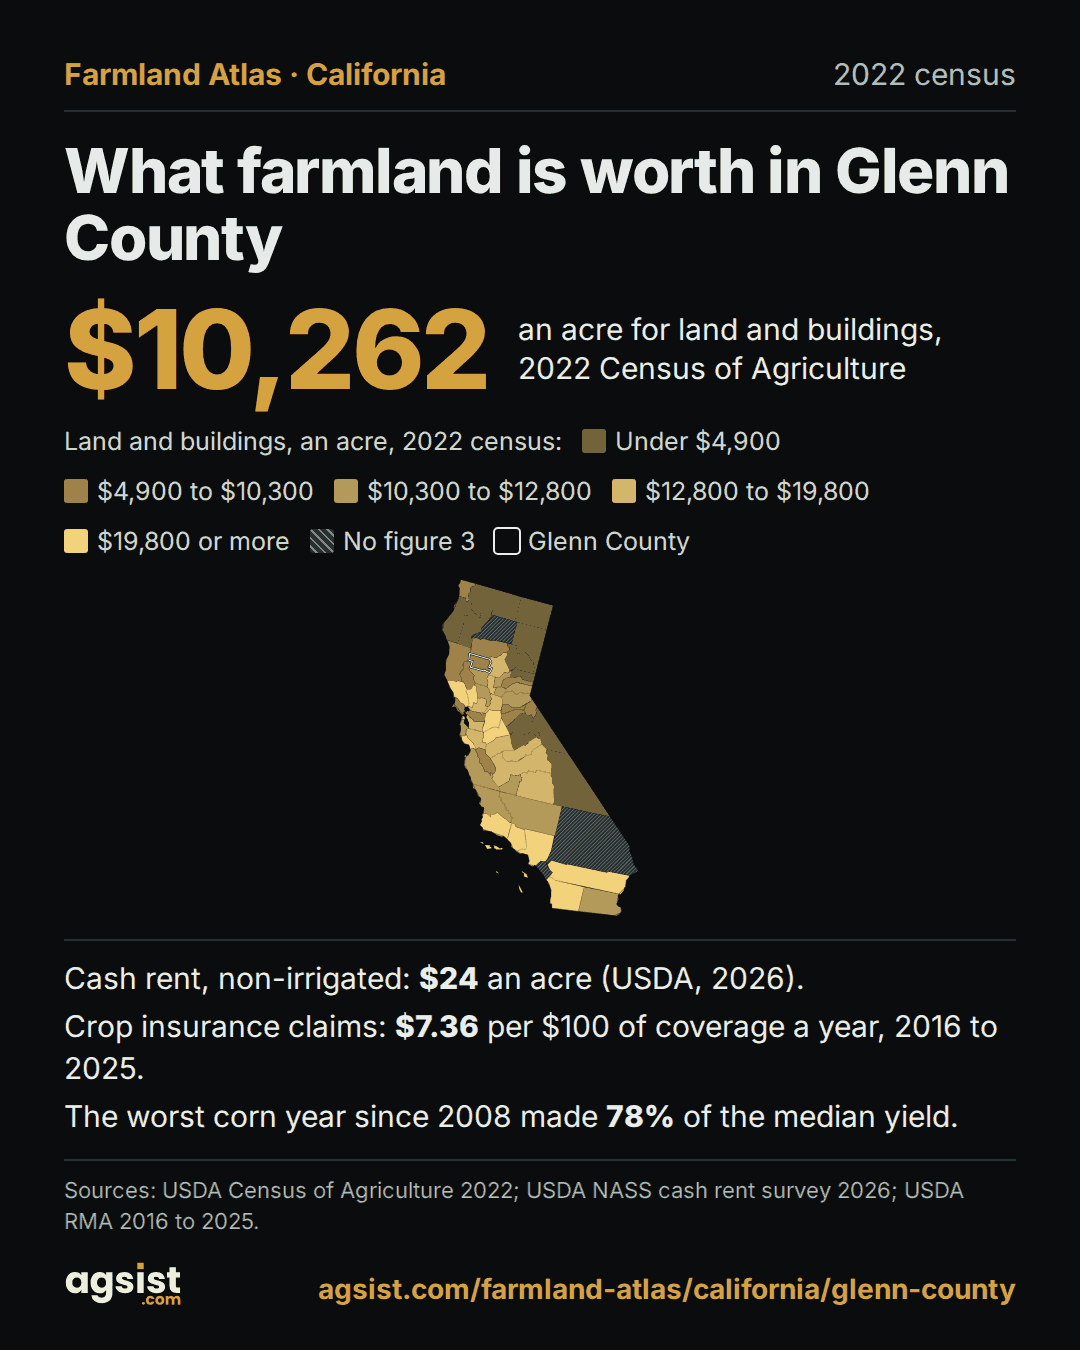 Farmland Atlas · California
2022 census
What farmland is worth in Glenn
County
$10,262
an acre for land and buildings,
2022 Census of Agriculture
Land and buildings, an acre, 2022 census: Under $4,900
$4,900 to $10,300 $10,300 to $12,800 $12,800 to $19,800
$19,800 or more No figure 3 Glenn County
Cash rent, non-irrigated: $24 an acre (USDA, 2026).
Crop insurance claims: $7.36 per $100 of coverage a year, 2016 to
2025.
The worst corn year since 2008 made 78% of the median yield.
Sources: USDA Census of Agriculture 2022; USDA NASS cash rent survey 2026; USDA
RMA 2016 to 2025.
agsist
.com
agsist.com/farmland-atlas/california/glenn-county